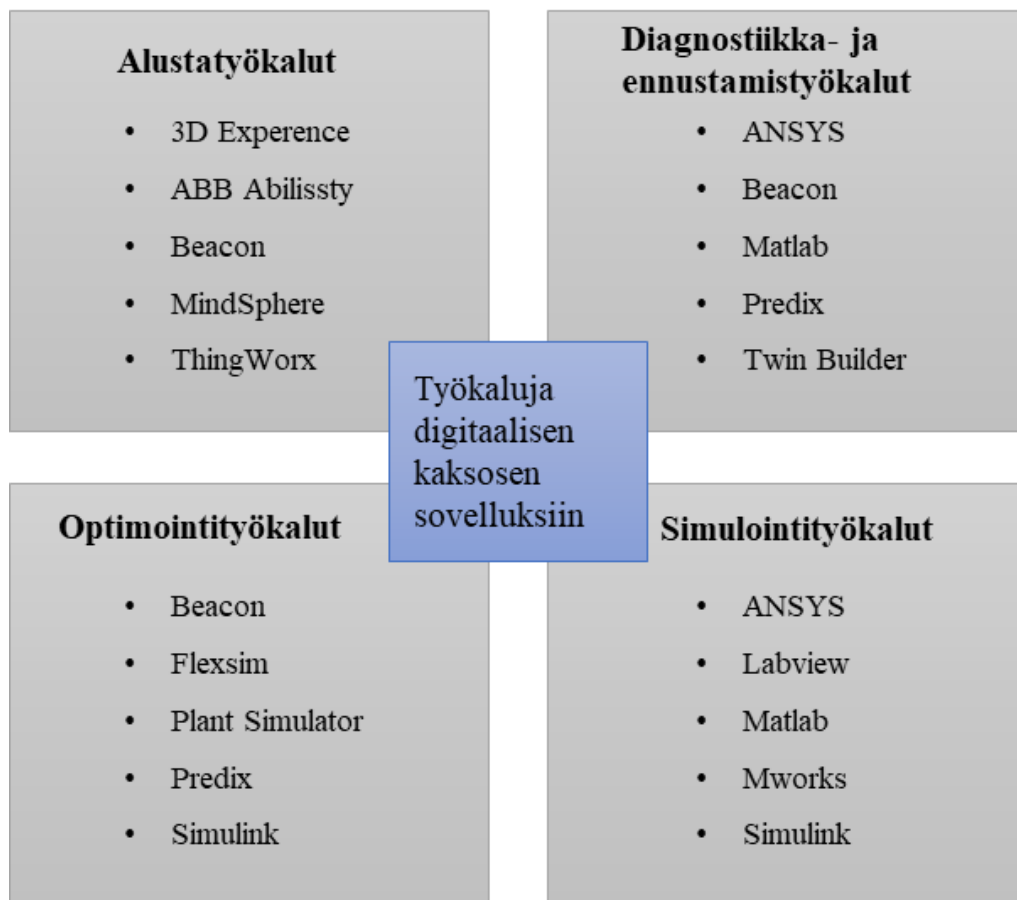 Alustatyökalut
• 3D Experence
• ABB Abilissty
• Beacon
• MindSphere
• ThingWorx
Diagnostiikka- ja
ennustamistyökalut
• ANSYS
• Beacon
• Matlab
• Predix
• Twin Builder
Työkaluja
digitaalisen
kaksosen
sovelluksiin
Optimointityökalut
• Beacon
• Flexsim
• Plant Simulator
• Predix
• Simulink
Simulointityökalut
• ANSYS
• Labview
• Matlab
• Mworks
• Simulink